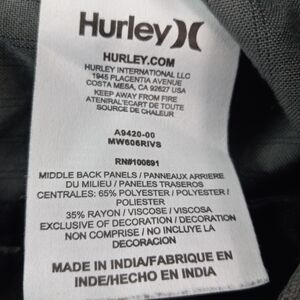 Hurley
HURLEY.COM
HURLEY INTERNATIONAL LLC
1945 PLACENTIA AVENUE
COSTA MESA, CA 92627 USA
KEEP AWAY FROM FIRE
ATENIRAL'ECART DE TOUTE
SOURCE DE CHALEUR
A9420-00
MW606RIVS
RN#100691
MIDDLE BACK PANELS / PANNEAUX ARRIERE
DU MILIEU / PANELES TRASEROS
CENTRALES: 65% POLYESTER / POLYESTER /
POLIESTER
35% RAYON / VISCOSE / VISCOSA
EXCLUSIVE OF DECORATION / DECORATION
NON COMPRISE / NO INCLUYE LA
DECORACION
MADE IN INDIA/FABRIQUE EN
INDE/HECHO EN INDIA